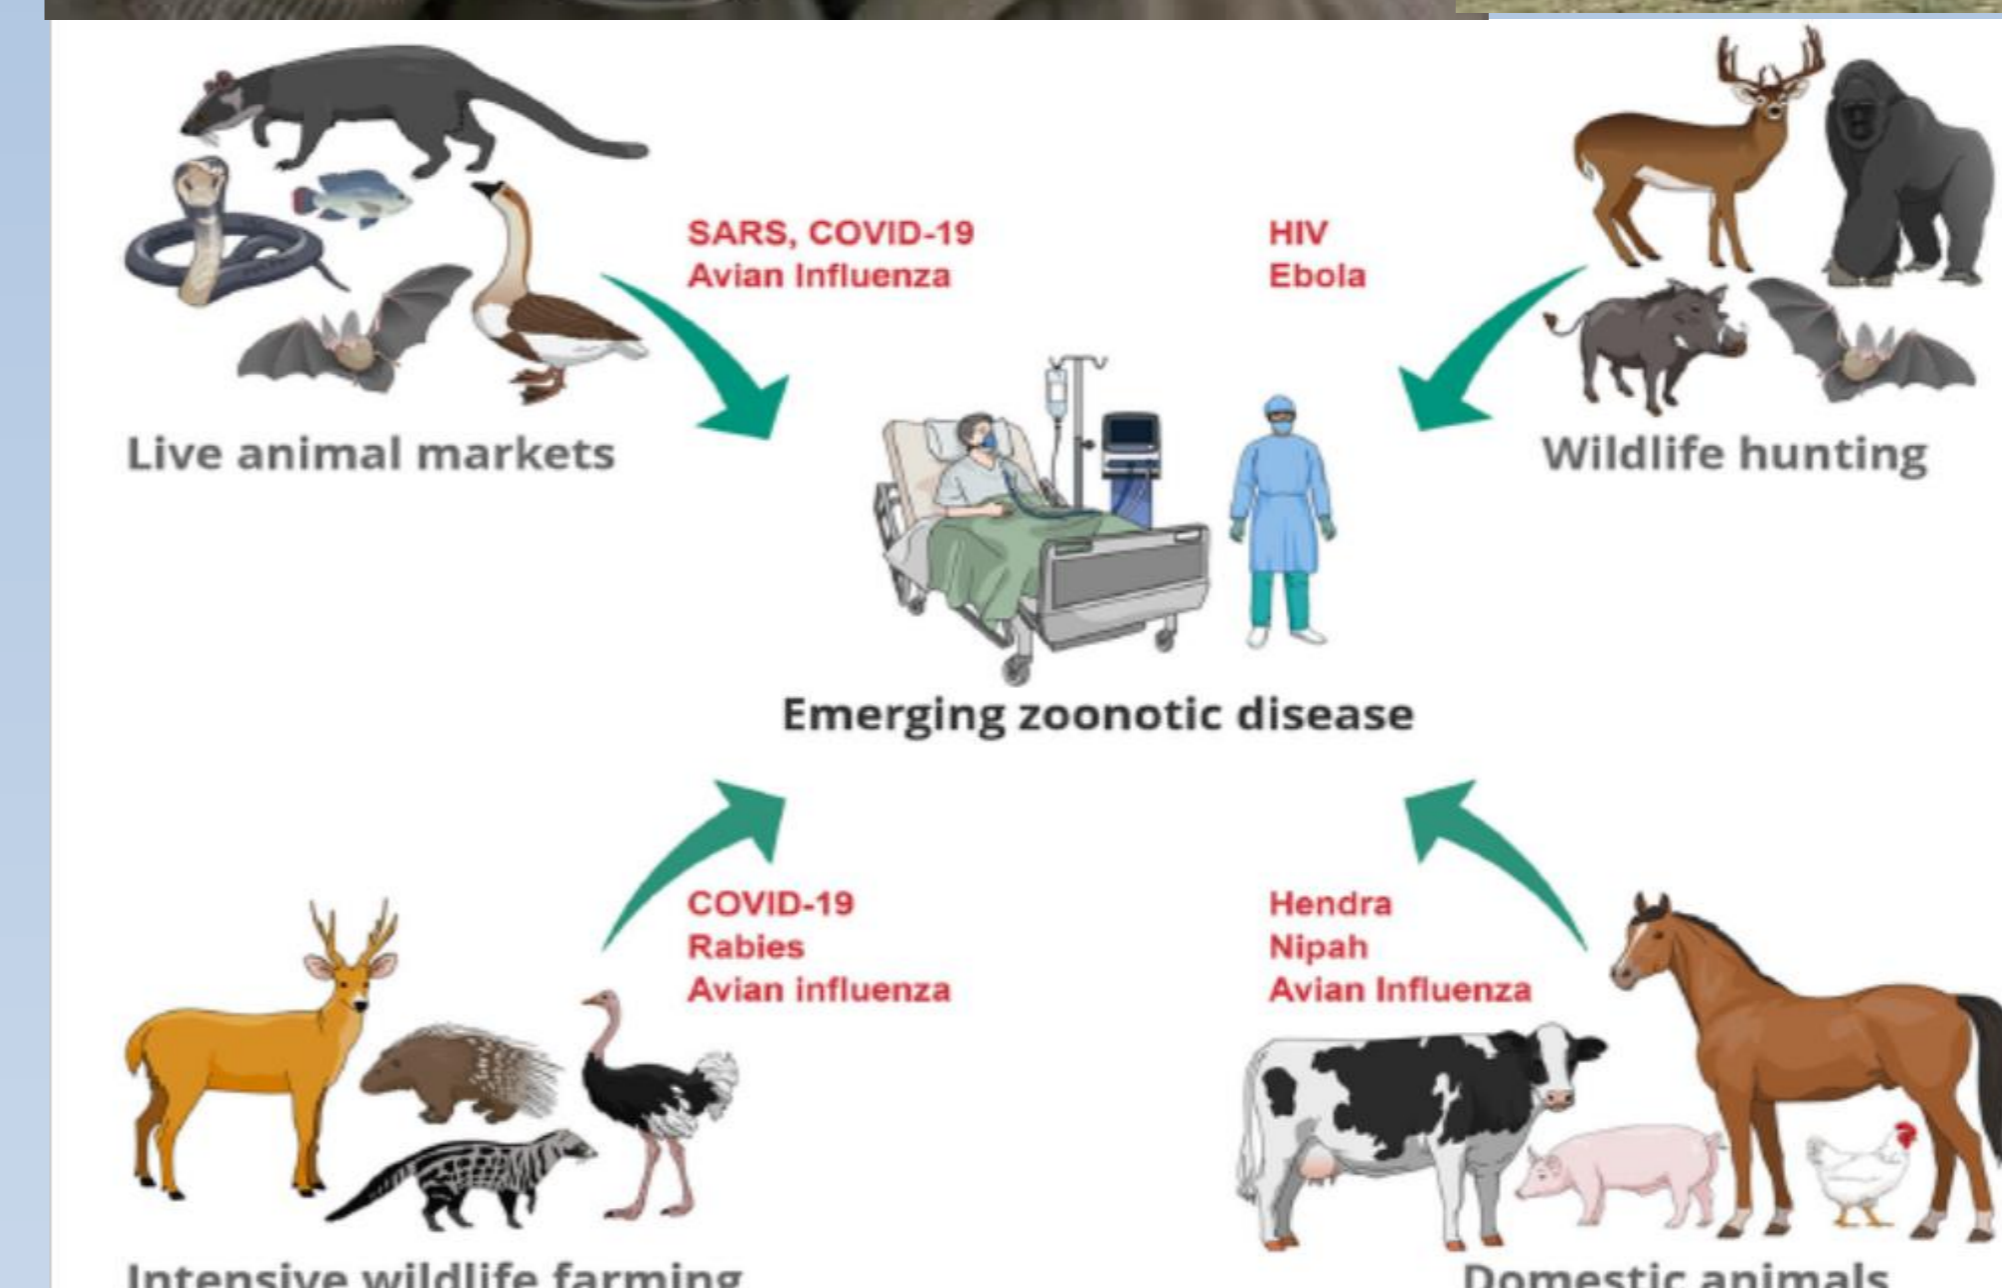 SARS, COVID-19
Avian Influenza
HIV
Ebola
Live animal markets
Wildlife hunting
Emerging zoonotic disease
COVID-19
Rabies
Avian influenza
Hendra
Nipah
Avian Influenza
Intensive wildlife farming
Domestic animals